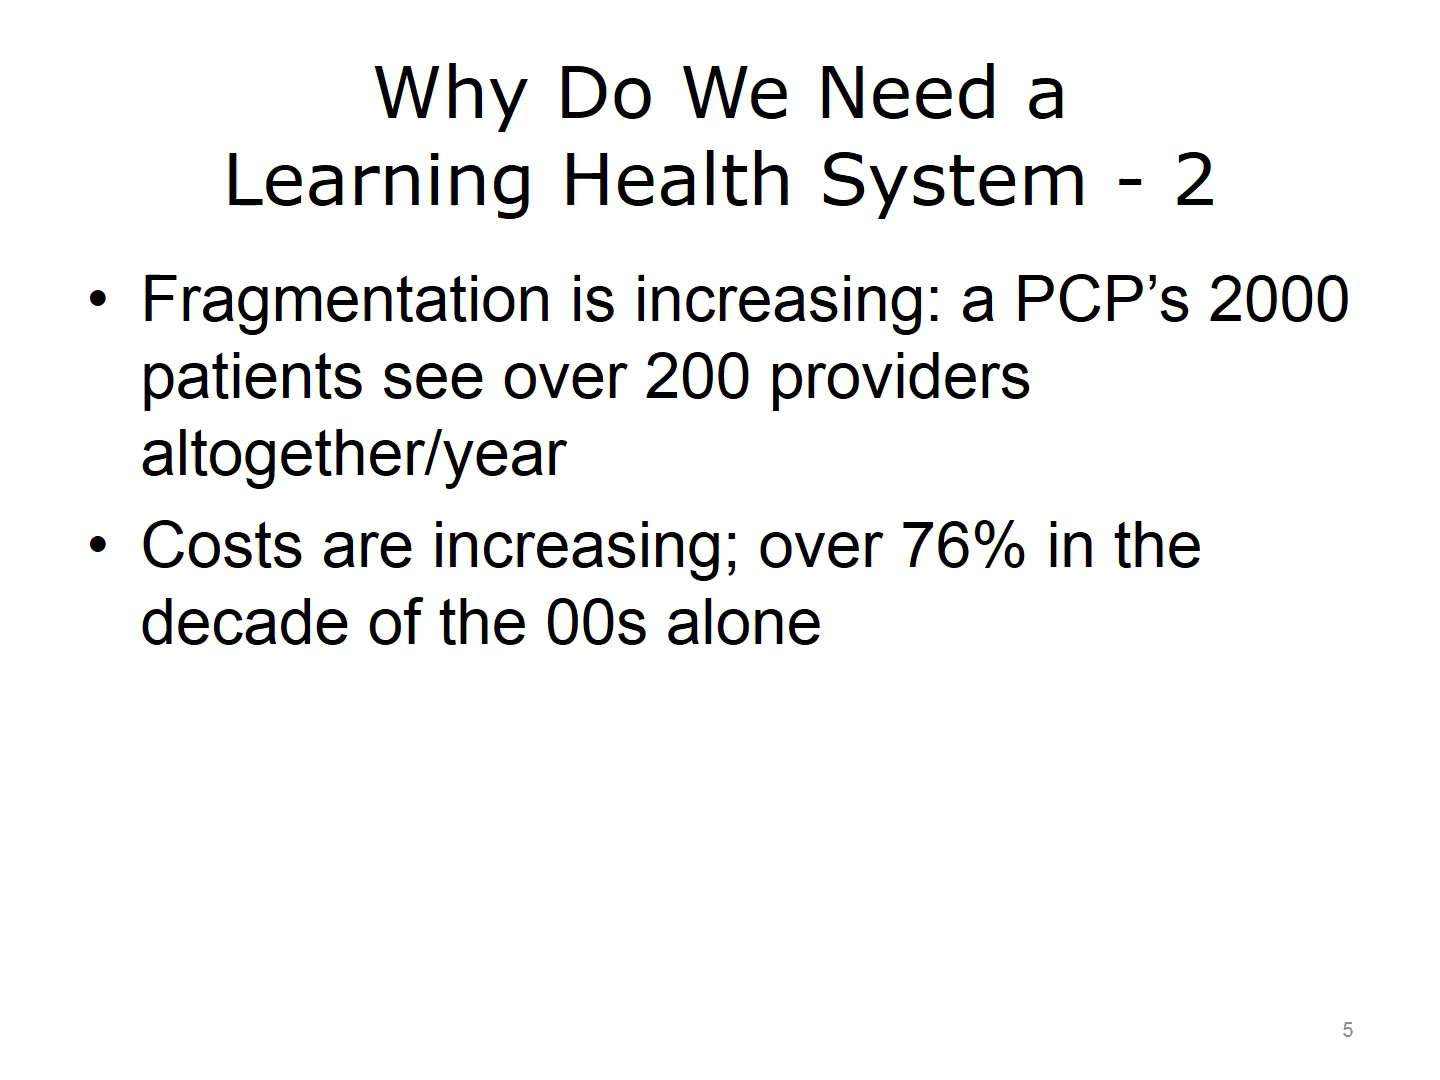 Why Do We Need a
Learning Health System - 2
• Fragmentation is increasing: a PCP’s 2000
patients see over 200 providers
altogether/year
• Costs are increasing; over 76% in the
decade of the 00s alone
5